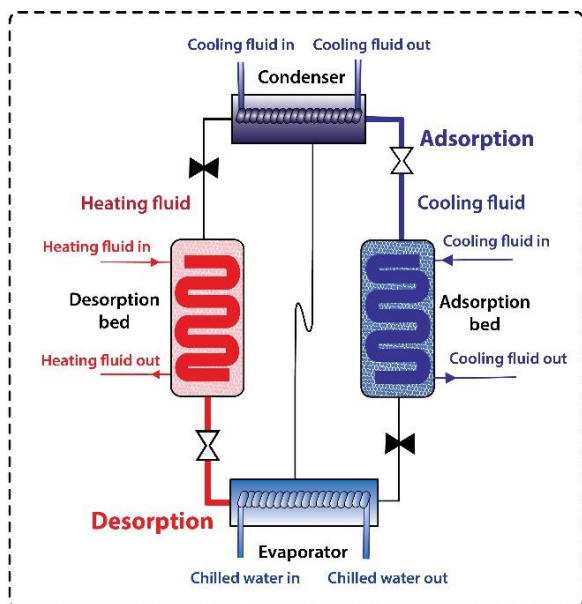 Cooling fluid in
Cooling fluid out
Condenser
Adsorption
Heating fluid
Cooling fluid
Heating fluid in
Cooling fluid in
Desorption
bed
Adsorption
bed
Heating fluid out
Cooling fluid out
Desorption
Evaporator
Chilled water in
Chilled water out